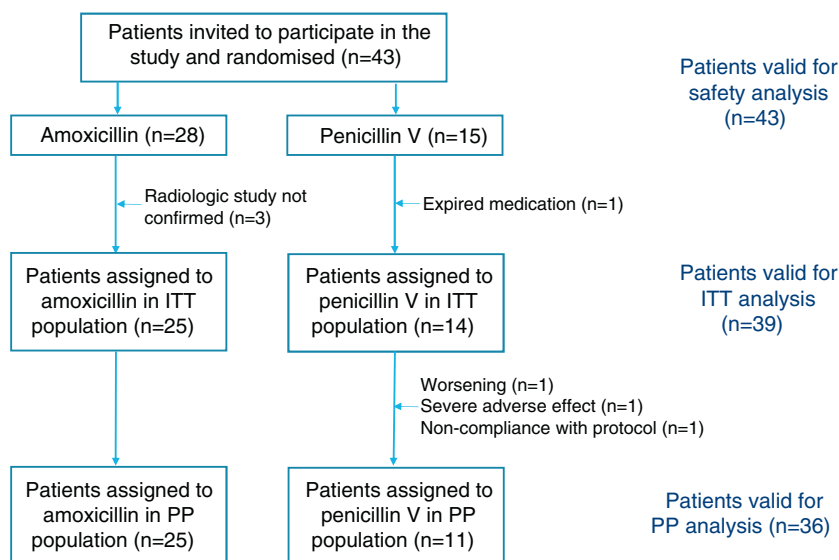 Patients invited to participate in the
study and randomised (n=43)
Patients valid for
safety analysis
(n=43)
Amoxicillin (n=28)
Penicillin V (n=15)
Radiologic study not
confirmed (n=3)
Expired medication (n=1)
Patients assigned to
amoxicillin in ITT
population (n=25)
Patients assigned to
penicillin V in ITT
population (n=14)
Patients valid for
ITT analysis
(n=39)
Worsening (n=1)
Severe adverse effect (n=1)
Non-compliance with protocol (n=1)
Patients assigned to
amoxicillin in PP
population (n=25)
Patients assigned to
penicillin V in PP
population (n=11)
Patients valid for
PP analysis (n=36)